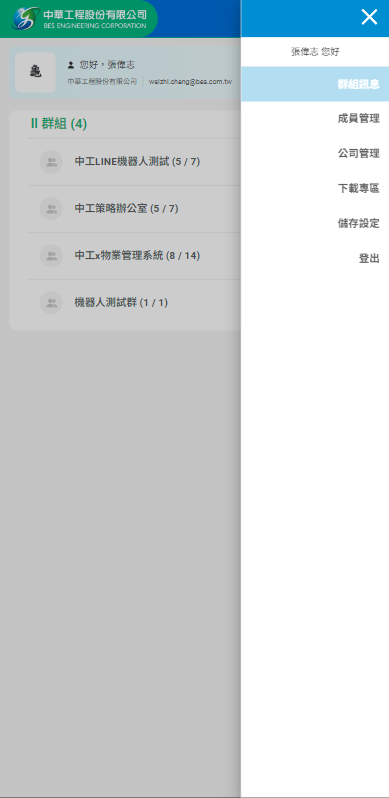 中華工程股份有限公司
BES ENGINEERING CORPORATION
龜
您好，張偉志
中華工程股份有限公司
weizhi.chang@bes.com.tw
群組 (4)
中工LINE機器人測試 (5 / 7)
中工策略辦公室 (5 / 7)
中工x物業管理系統 (8 / 14)
機器人測試群 (1 / 1)
張偉志 您好
群組訊息
成員管理
公司管理
下載專區
儲存設定
登出